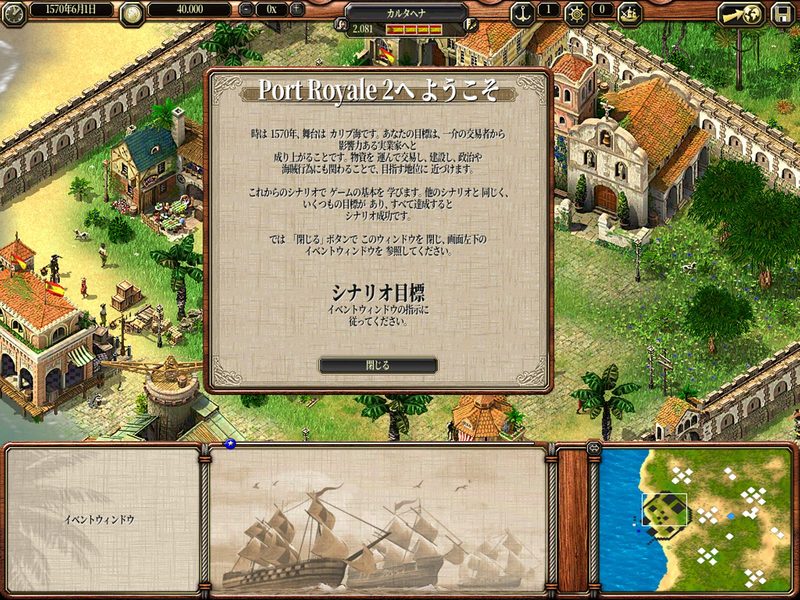 1570年6月1日
40.000
0x
カルタヘナ
2.081
1
0
Port Royale 2へ ようこそ
時は 1570年、舞台は カリブ海です。あなたの目標は、一介の交易者から
影響力ある実業家へと
成り上がることです。物資を 運んで交易し、建設し、政治や
海賊行為にも関わることで、目指す地位に 近づけます。
これからのシナリオで ゲームの基本を 学びます。他のシナリオと 同じく、
いくつもの目標が あり、すべて達成すると
シナリオ成功です。
では 「閉じる」ボタンで このウィンドウを 閉じ、画面左下の
イベントウィンドウを 参照してください。
シナリオ目標
イベントウィンドウの指示に
従ってください。
閉じる
イベントウィンドウ